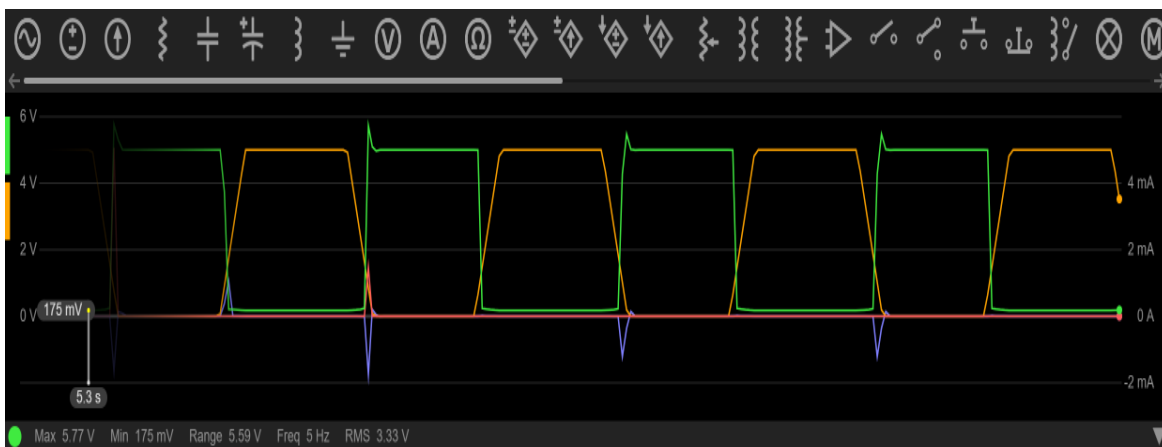 V A Ω M
6 V
4 V 4 mA
2 V 2 mA
0 V 175 mV 0 A
-2 mA
5.3 s
Max 5.77 V Min 175 mV Range 5.59 V Freq 5 Hz RMS 3.33 V